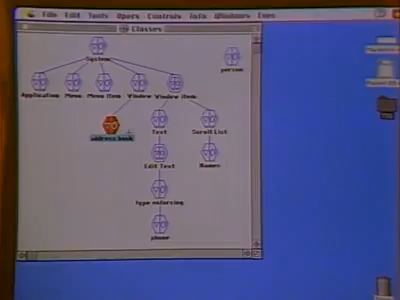 File Edit Tools Opers Controls Info Windows Exec
Classes
System
person
Application Menu Menu Item Window Window Item
address book
Text Scroll List
Edit Text Names
type enforcing
phone